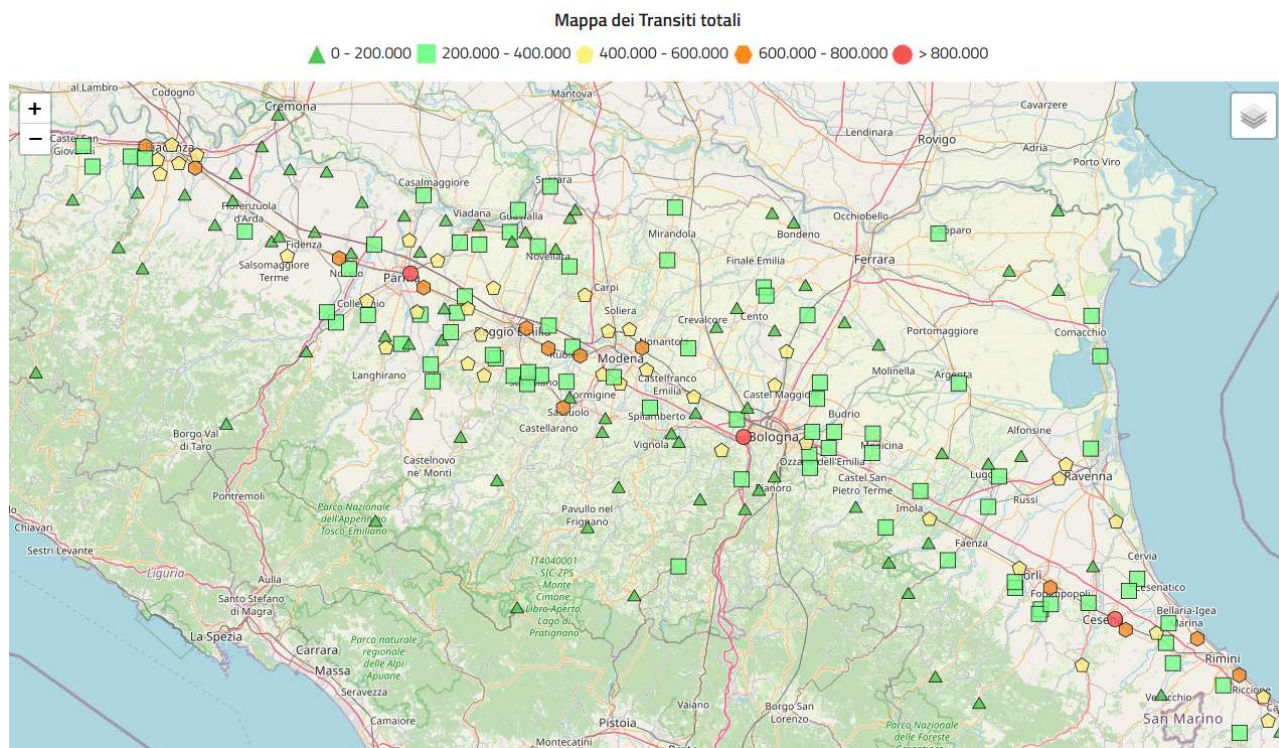 Mappa dei Transiti totali
0 - 200.000 200.000 - 400.000 400.000 - 600.000 600.000 - 800.000 > 800.000
+
−
al Lambro
Codogno
Cremona
Mantova
Cavarzere
Lendinara
Rovigo
Adria
Castel San
Giovanni
Porto Viro
Casalmaggiore
Fiorenzuola
d'Arda
Viadana
Guastalla
Mirandola
Occhiobello
Bondeno
Fidenza
Salsomaggiore
Terme
Parma
Novellara
Finale Emilia
Ferrara
Collecchio
Carpi
Soliera
Crevalcore
Cento
Reggio Emilia
Nonantola
Portomaggiore
Comacchio
Langhirano
Rubiera
Modena
Molinella
Argenta
Castelfranco
Emilia
Formigine
Castel Maggiore
Sassuolo
Castellarano
Spilamberto
Budrio
Alfonsine
Borgo Val
di Taro
Vignola
Bologna
Medicina
Castelnovo
ne' Monti
Ozzano dell'Emilia
Lugo
Ravenna
Castel San
Pietro Terme
Pianoro
Russi
Pontremoli
Parco Nazionale
dell'Appennino
Tosco-Emiliano
Pavullo nel
Frignano
Imola
Chiavari
Sestri Levante
Faenza
Cervia
Liguria
Aulla
IT4040001
- SIC-ZPS
Monte
Cimone,
Libro Aperto,
Lago di
Pratignano
Forlì
Cesenatico
Santo Stefano
di Magra
Forlimpopoli
Bellaria-Igea
Marina
Cesena
La Spezia
Carrara
Massa
Parco naturale
regionale
delle Alpi
Apuane
Rimini
Seravezza
Riccione
Camaiore
Vaiano
Borgo San
Lorenzo
Verucchio
Pistoia
San Marino
Montecatini
Prato
Parco Nazionale
delle Foreste